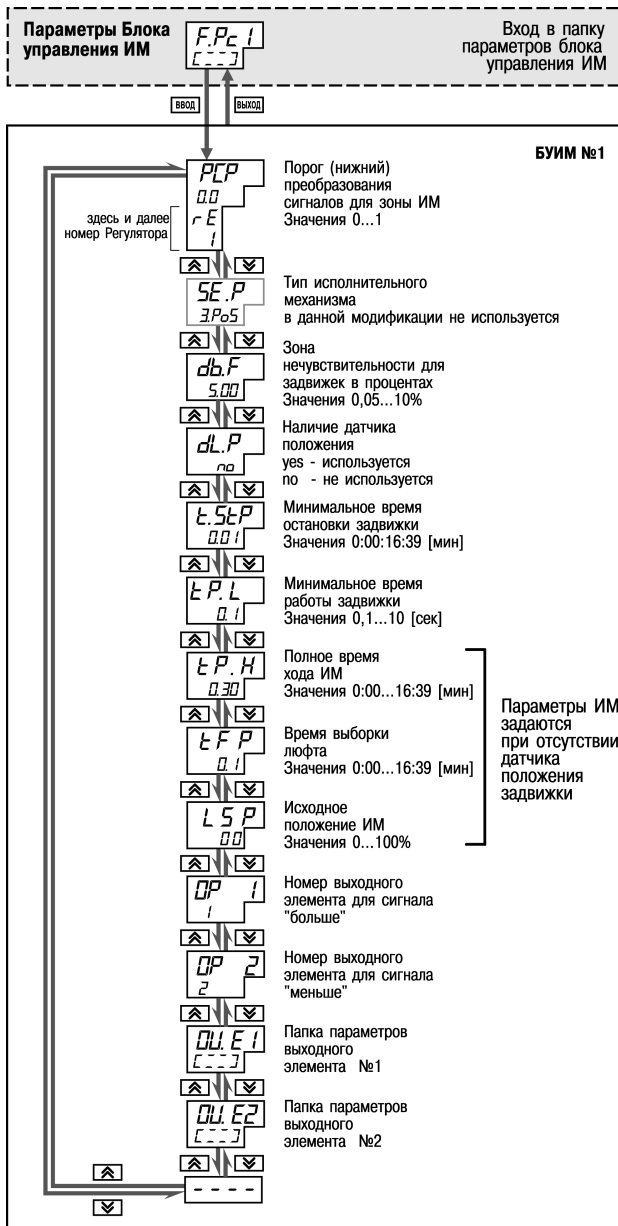 Параметры Блока
управления ИМ
F.Pc 1
[---]
Вход в папку
параметров блока
управления ИМ
ввод
выход
БУИМ №1
PCP
0.0
rE
1
здесь и далее
номер Регулятора
Порог (нижний)
преобразования
сигналов для зоны ИМ
Значения 0...1
SE.P
3.PoS
Тип исполнительного
механизма
в данной модификации не используется
db.F
5.00
Зона
нечувствительности для
задвижек в процентах
Значения 0,05...10%
dL.P
no
Наличие датчика
положения
yes - используется
no - не используется
t.StP
0.01
Минимальное время
остановки задвижки
Значения 0:00:16:39 [мин]
tP.L
0.1
Минимальное время
работы задвижки
Значения 0,1...10 [сек]
tP.H
0.30
Полное время
хода ИМ
Значения 0:00...16:39 [мин]
tFP
0.1
Время выборки
люфта
Значения 0:00...16:39 [мин]
LSP
00
Исходное
положение ИМ
Значения 0...100%
Параметры ИМ
задаются
при отсутствии
датчика
положения
задвижки
OP 1
1
Номер выходного
элемента для сигнала
"больше"
OP 2
2
Номер выходного
элемента для сигнала
"меньше"
OU.E1
[---]
Папка параметров
выходного
элемента №1
OU.E2
[---]
Папка параметров
выходного
элемента №2
----